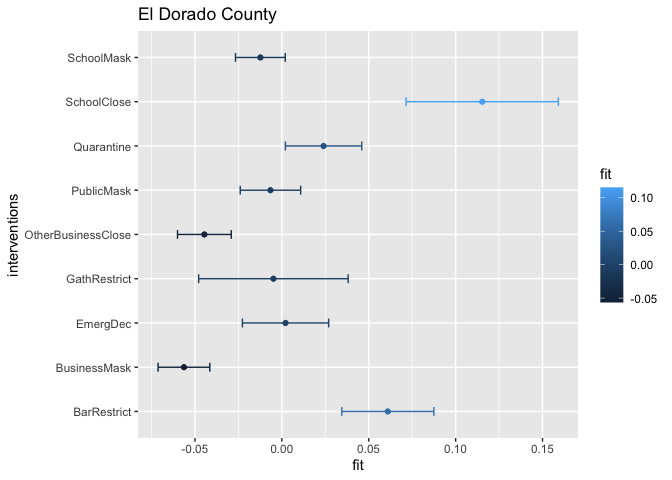 El Dorado County
SchoolMask
SchoolClose
Quarantine
PublicMask
OtherBusinessClose
GathRestrict
EmergDec
BusinessMask
BarRestrict
interventions
-0.05 0.00 0.05 0.10 0.15
fit
fit
0.10
0.05
0.00
-0.05